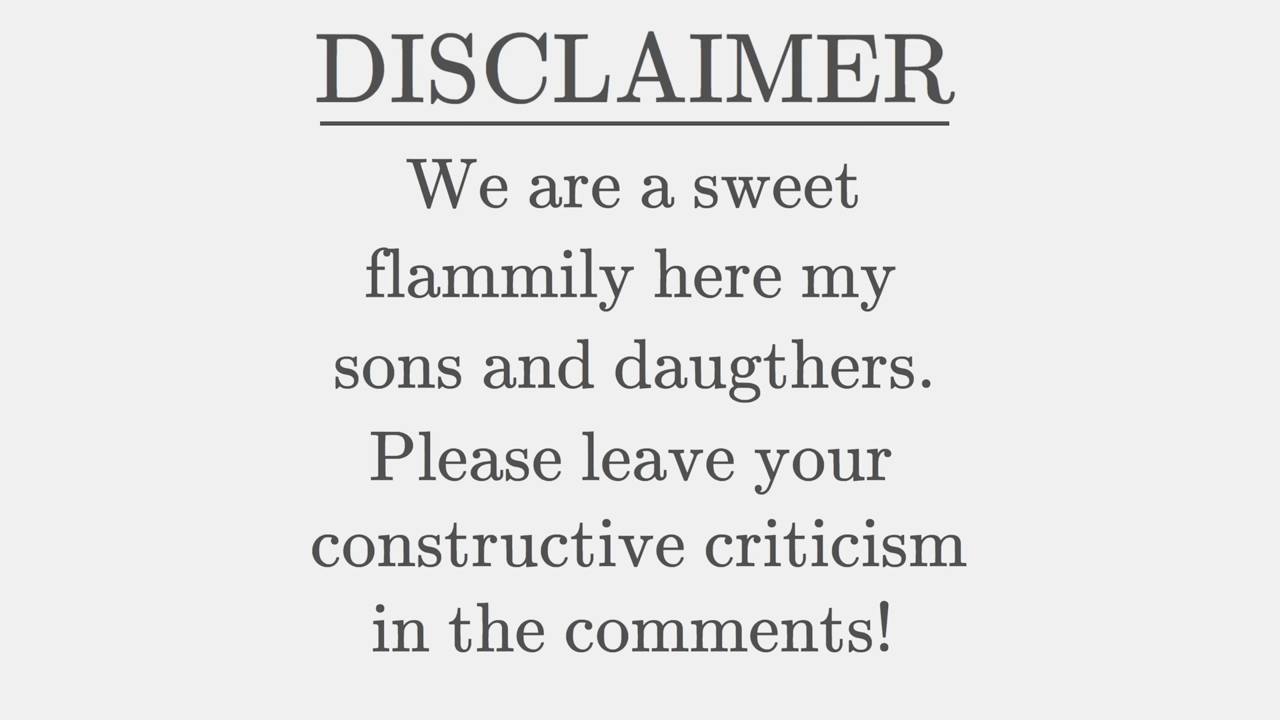 DISCLAIMER
We are a sweet
flammily here my
sons and daugthers.
Please leave your
constructive criticism
in the comments!